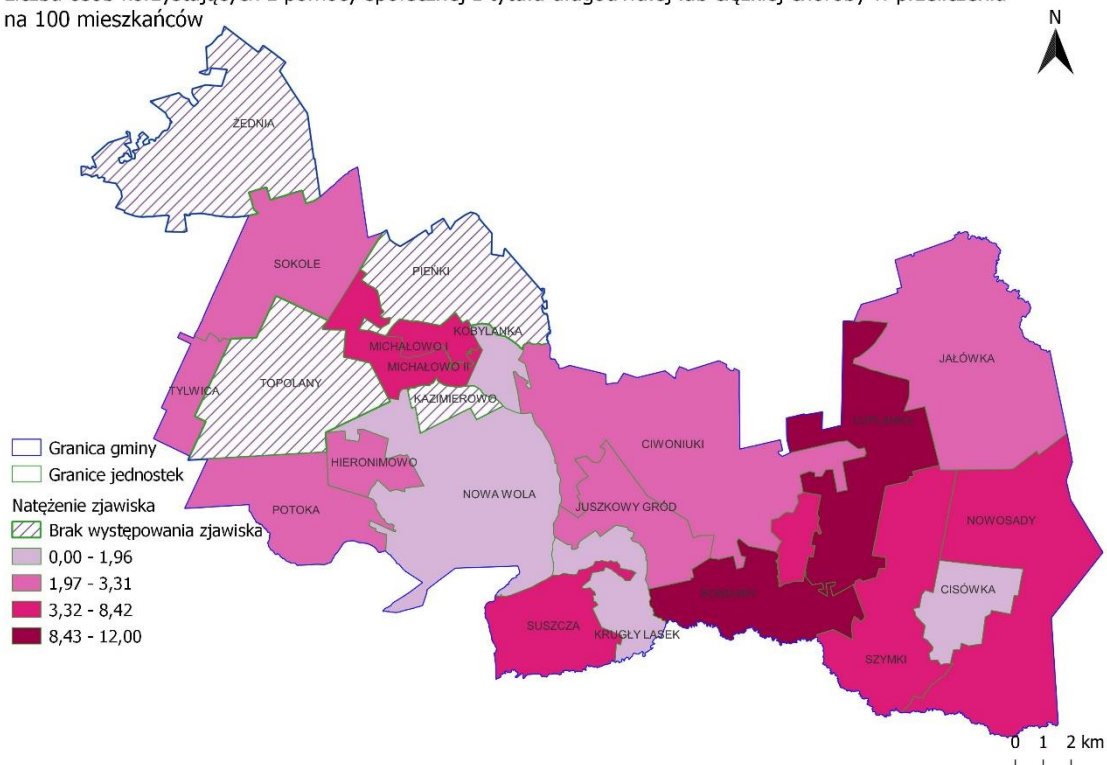 na 100 mieszkańców
N
ŻEDNIA
SOKOLE
PIEŃKI
KOBYLANKA
MICHAŁOWO I
MICHAŁOWO II
JAŁÓWKA
TYLWICA
TOPOLANY
KAZIMIEROWO
CIWONIUKI
Granica gminy
Granice jednostek
HIERONIMOWO
NOWA WOLA
JUSZKOWY GRÓD
POTOKA
NOWOSADY
Natężenie zjawiska
Brak występowania zjawiska
0,00 - 1,96
1,97 - 3,31
3,32 - 8,42
8,43 - 12,00
CISÓWKA
SUSZCZA
KRUGŁY LASEK
SZYMKI
0 1 2 km